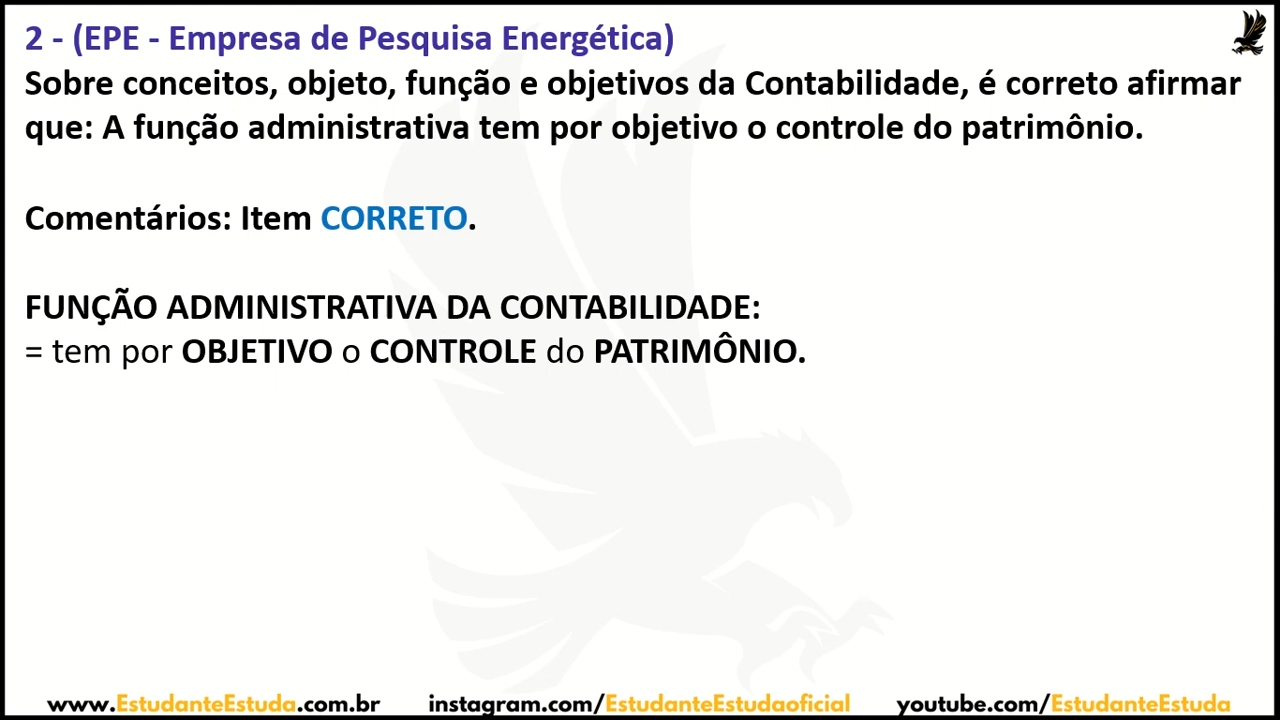 2 - (EPE - Empresa de Pesquisa Energética)
Sobre conceitos, objeto, função e objetivos da Contabilidade, é correto afirmar
que: A função administrativa tem por objetivo o controle do patrimônio.
Comentários: Item CORRETO.
FUNÇÃO ADMINISTRATIVA DA CONTABILIDADE:
= tem por OBJETIVO o CONTROLE do PATRIMÔNIO.
www.EstudanteEstuda.com.br instagram.com/EstudanteEstudaoficial youtube.com/EstudanteEstuda